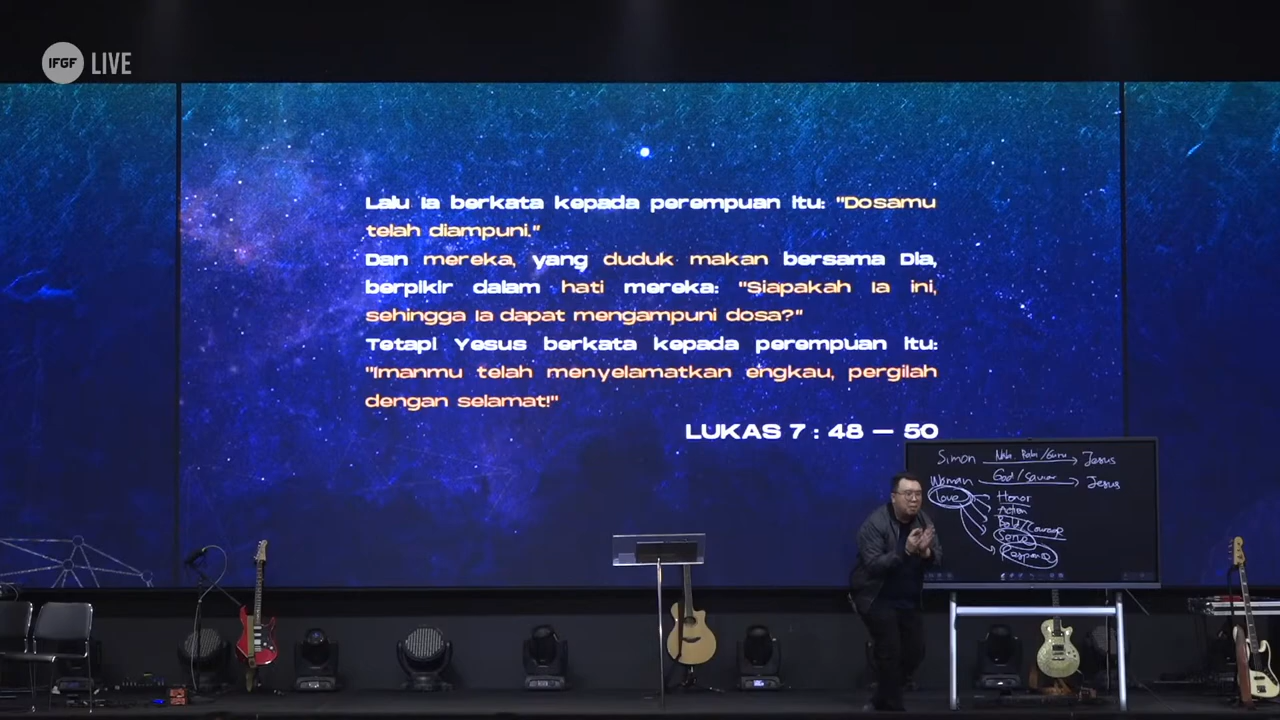 IFGF LIVE
Lalu Ia berkata kepada perempuan itu: "Dosamu
telah diampuni."
Dan mereka, yang duduk makan bersama Dia,
berpikir dalam hati mereka: "Siapakah Ia ini,
sehingga Ia dapat mengampuni dosa?"
Tetapi Yesus berkata kepada perempuan itu:
"Imanmu telah menyelamatkan engkau, pergilah
dengan selamat!"
LUKAS 7 : 48 – 50
Simon / Guru Jesus
Woman God / Savior Jesus
Love Honor
Action
Bold / Courage
Serve
Response